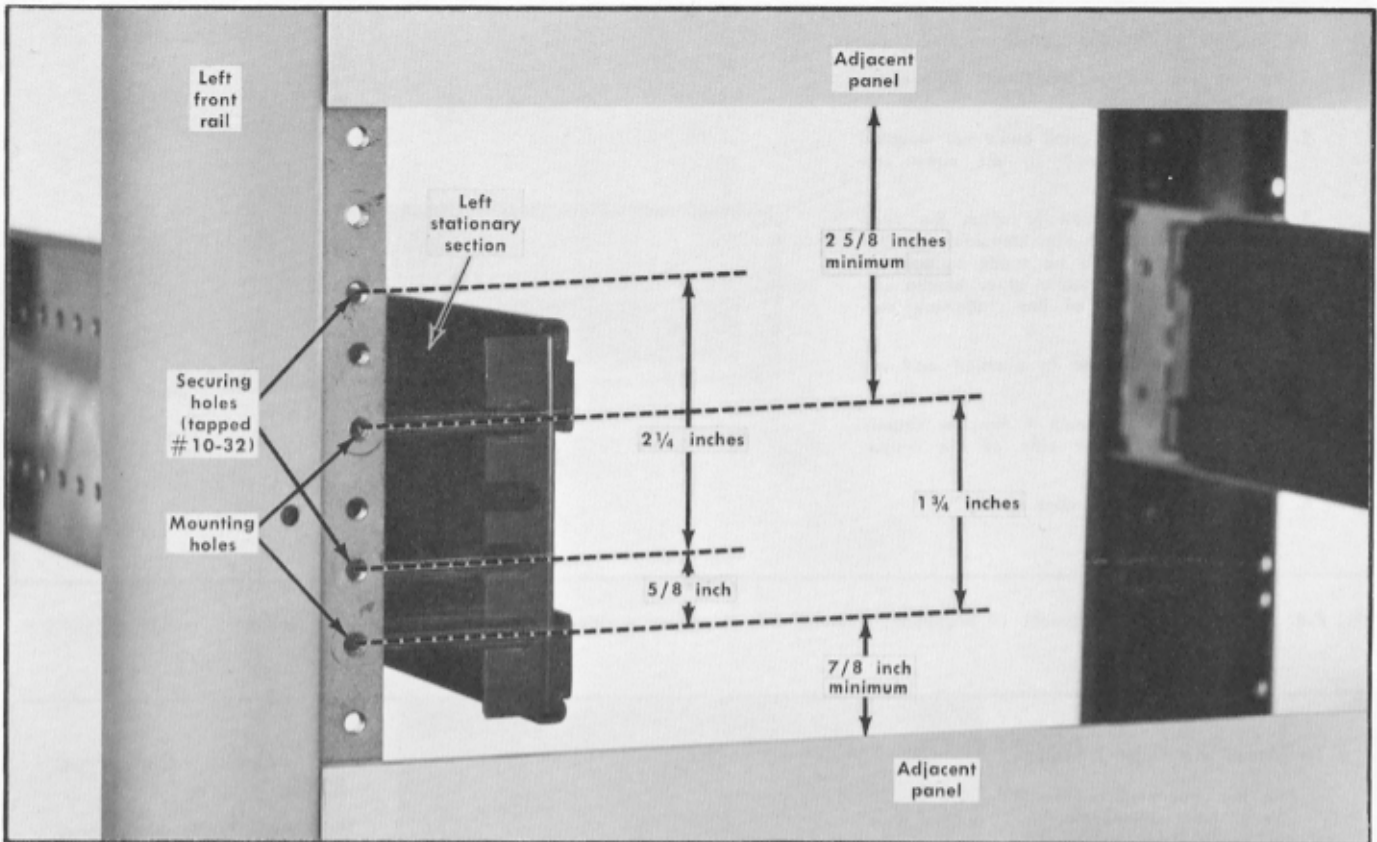 Left
front
rail
Adjacent
panel
Left
stationary
section
2 5/8 inches
minimum
Securing
holes
(tapped
#10-32)
2 1/4 inches
1 3/4 inches
Mounting
holes
5/8 inch
7/8 inch
minimum
Adjacent
panel